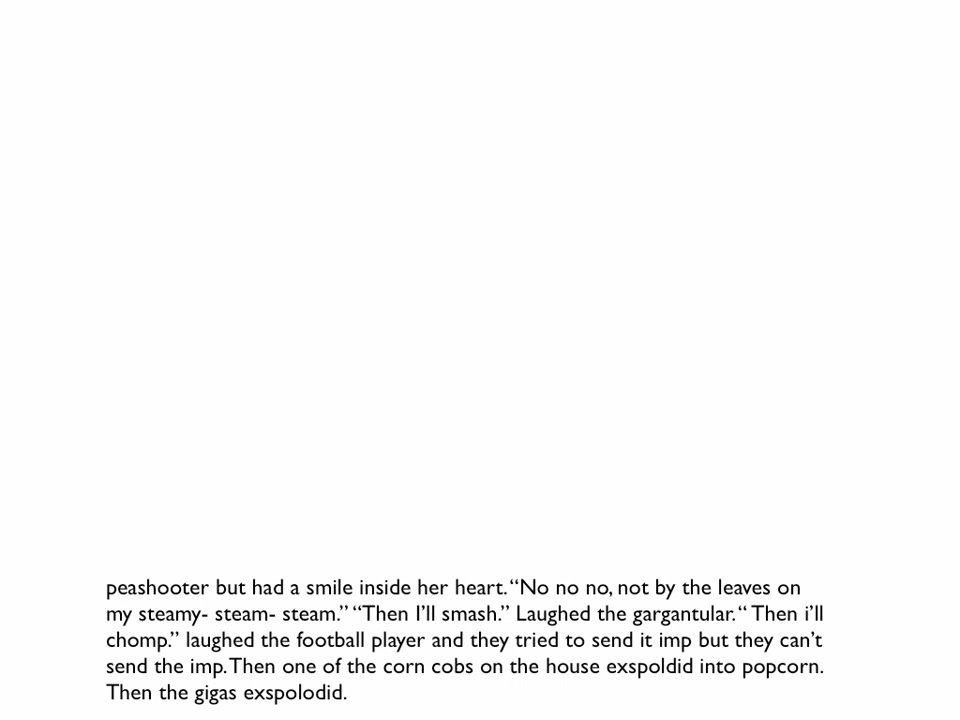 peashooter but had a smile inside her heart. “No no no, not by the leaves on
my steamy- steam- steam.” “Then I’ll smash.” Laughed the gargantular. “ Then i’ll
chomp.” laughed the football player and they tried to send it imp but they can’t
send the imp. Then one of the corn cobs on the house exspoldid into popcorn.
Then the gigas exspolodid.